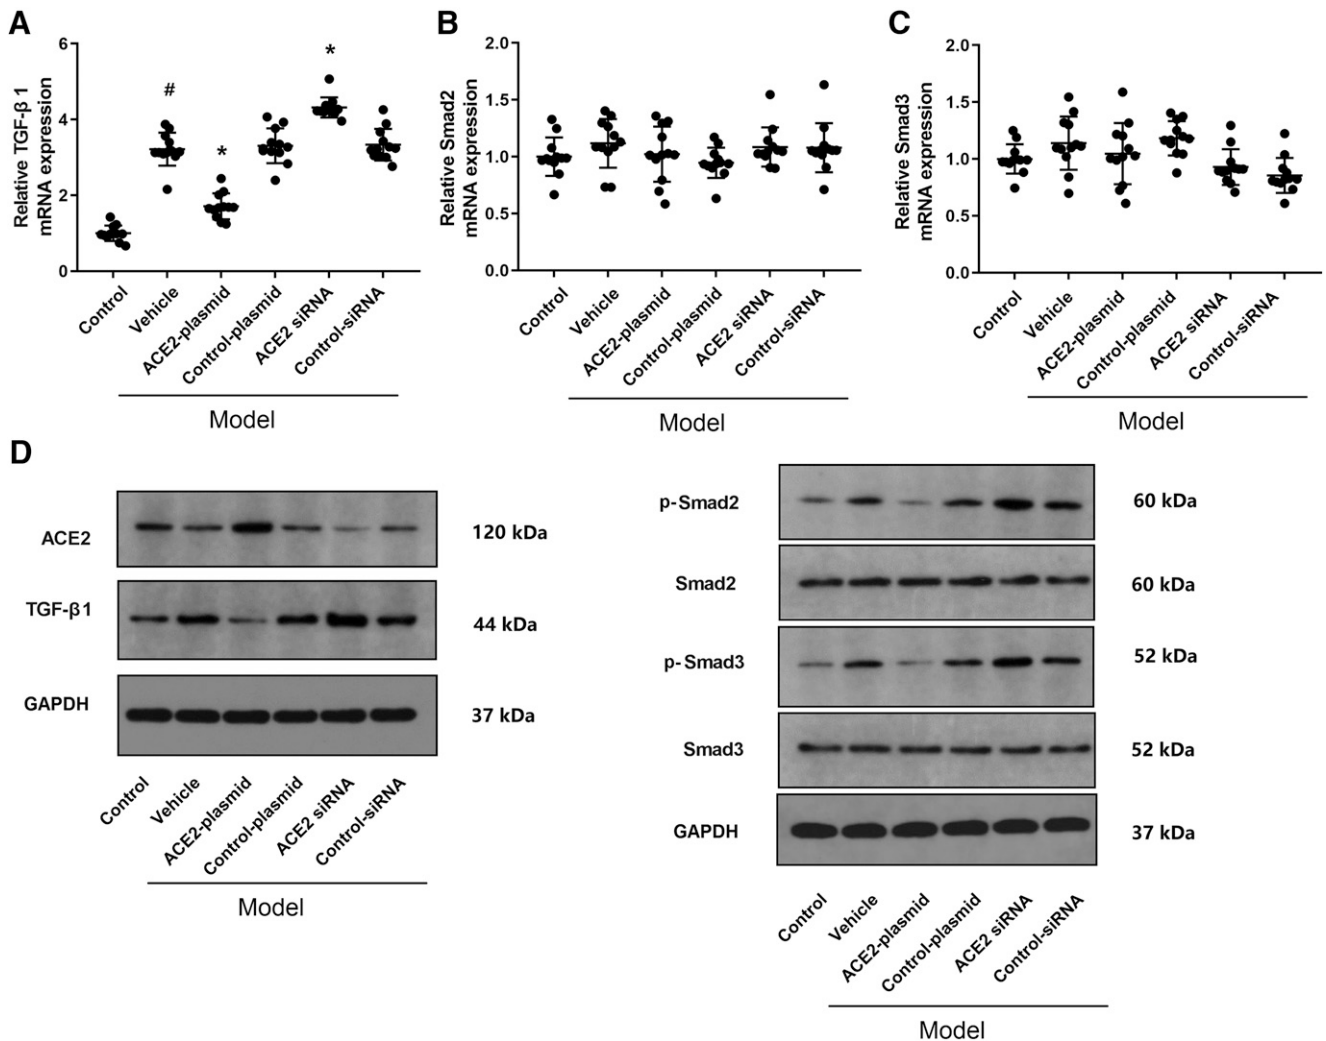 A
Relative TGF-β 1
mRNA expression
6
4
2
0
#
*
*
Control
Vehicle
ACE2-plasmid
Control-plasmid
ACE2 siRNA
Control-siRNA
Model
B
Relative Smad2
mRNA expression
2.0
1.5
1.0
0.5
0.0
Control
Vehicle
ACE2-plasmid
Control-plasmid
ACE2 siRNA
Control-siRNA
Model
C
Relative Smad3
mRNA expression
2.0
1.5
1.0
0.5
0.0
Control
Vehicle
ACE2-plasmid
Control-plasmid
ACE2 siRNA
Control-siRNA
Model
D
ACE2
120 kDa
TGF-β1
44 kDa
GAPDH
37 kDa
Control
Vehicle
ACE2-plasmid
Control-plasmid
ACE2 siRNA
Control-siRNA
Model
p-Smad2
60 kDa
Smad2
60 kDa
p-Smad3
52 kDa
Smad3
52 kDa
GAPDH
37 kDa
Control
Vehicle
ACE2-plasmid
Control-plasmid
ACE2 siRNA
Control-siRNA
Model